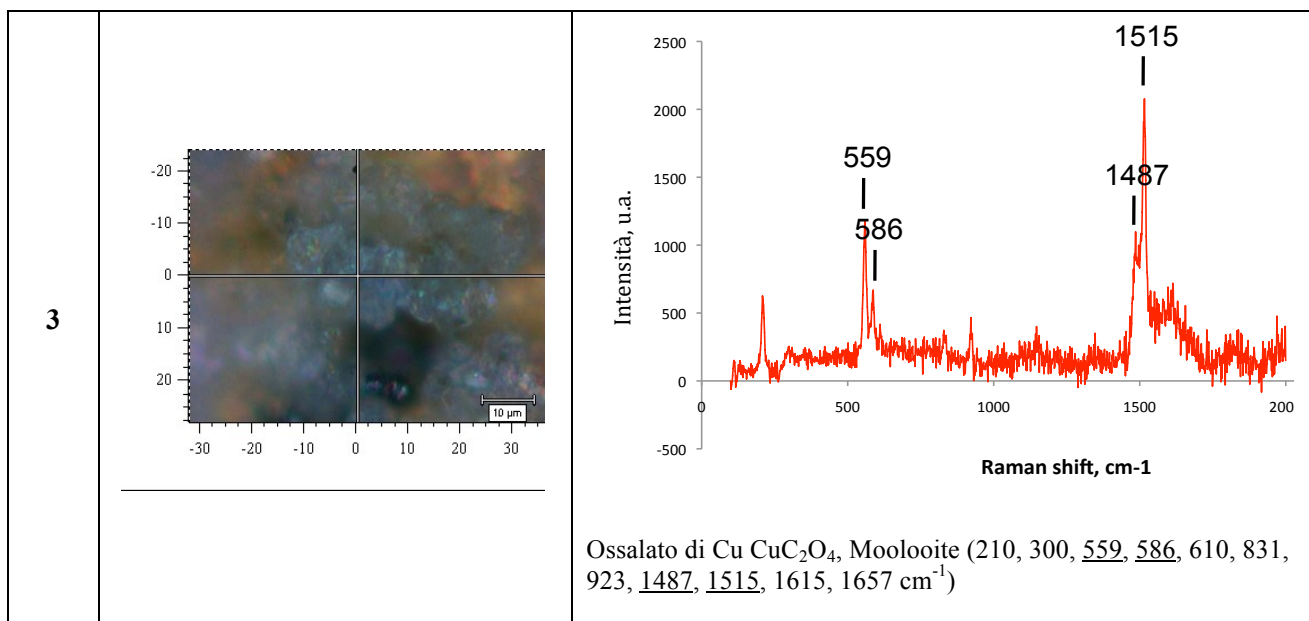 3
-20
-10
0
10
20
-30 -20 -10 0 10 20 30
10 µm
2500
2000
1500
1000
500
0
-500
0 500 1000 1500 200
Intensità, u.a.
Raman shift, cm-1
559
586
1487
1515
Ossalato di Cu CuC₂O₄, Moolooite (210, 300, 559, 586, 610, 831,
923, 1487, 1515, 1615, 1657 cm⁻¹)